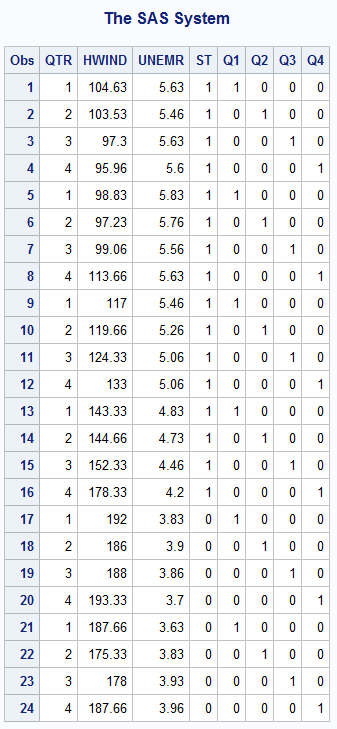 The SAS System
Obs QTR HWIND UNEMR ST Q1 Q2 Q3 Q4
1 1 104.63 5.63 1 1 0 0 0
2 2 103.53 5.46 1 0 1 0 0
3 3 97.3 5.63 1 0 0 1 0
4 4 95.96 5.6 1 0 0 0 1
5 1 98.83 5.83 1 1 0 0 0
6 2 97.23 5.76 1 0 1 0 0
7 3 99.06 5.56 1 0 0 1 0
8 4 113.66 5.63 1 0 0 0 1
9 1 117 5.46 1 1 0 0 0
10 2 119.66 5.26 1 0 1 0 0
11 3 124.33 5.06 1 0 0 1 0
12 4 133 5.06 1 0 0 0 1
13 1 143.33 4.83 1 1 0 0 0
14 2 144.66 4.73 1 0 1 0 0
15 3 152.33 4.46 1 0 0 1 0
16 4 178.33 4.2 1 0 0 0 1
17 1 192 3.83 0 1 0 0 0
18 2 186 3.9 0 0 1 0 0
19 3 188 3.86 0 0 0 1 0
20 4 193.33 3.7 0 0 0 0 1
21 1 187.66 3.63 0 1 0 0 0
22 2 175.33 3.83 0 0 1 0 0
23 3 178 3.93 0 0 0 1 0
24 4 187.66 3.96 0 0 0 0 1